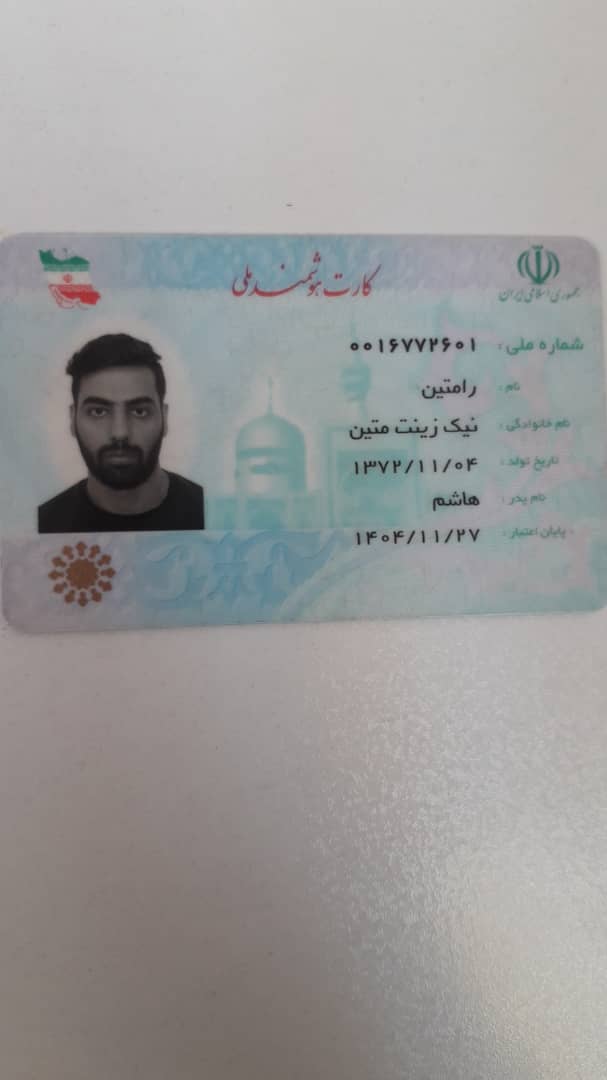 کارت هوشمند ملی
جمهوری اسلامی ایران
شماره ملی: ۰۰۱۶۷۷۲۶۰۱
نام: رامتین
نام خانوادگی: نیک زینت متین
تاریخ تولد: ۱۳۷۲/۱۱/۰۴
نام پدر: هاشم
پایان اعتبار: ۱۴۰۴/۱۱/۲۷